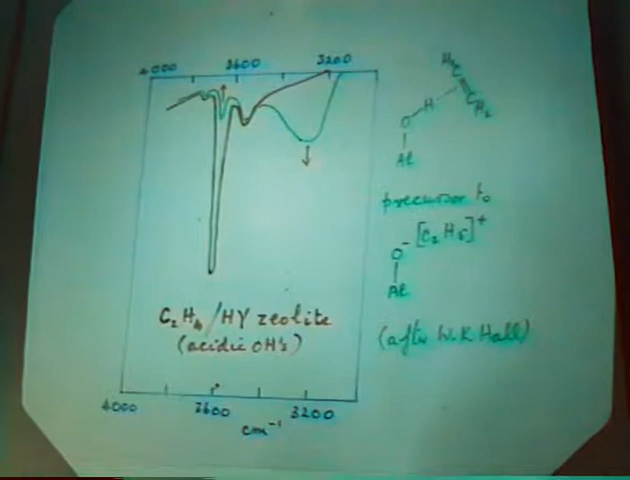 4000 3600 3200
H2C
CH2
H
O
Al
precursor to
O- [C2H5]+
Al
C2H4/HY zeolite
(acidic OH's)
(after W.K Hall)
4000 3600 3200
cm-1